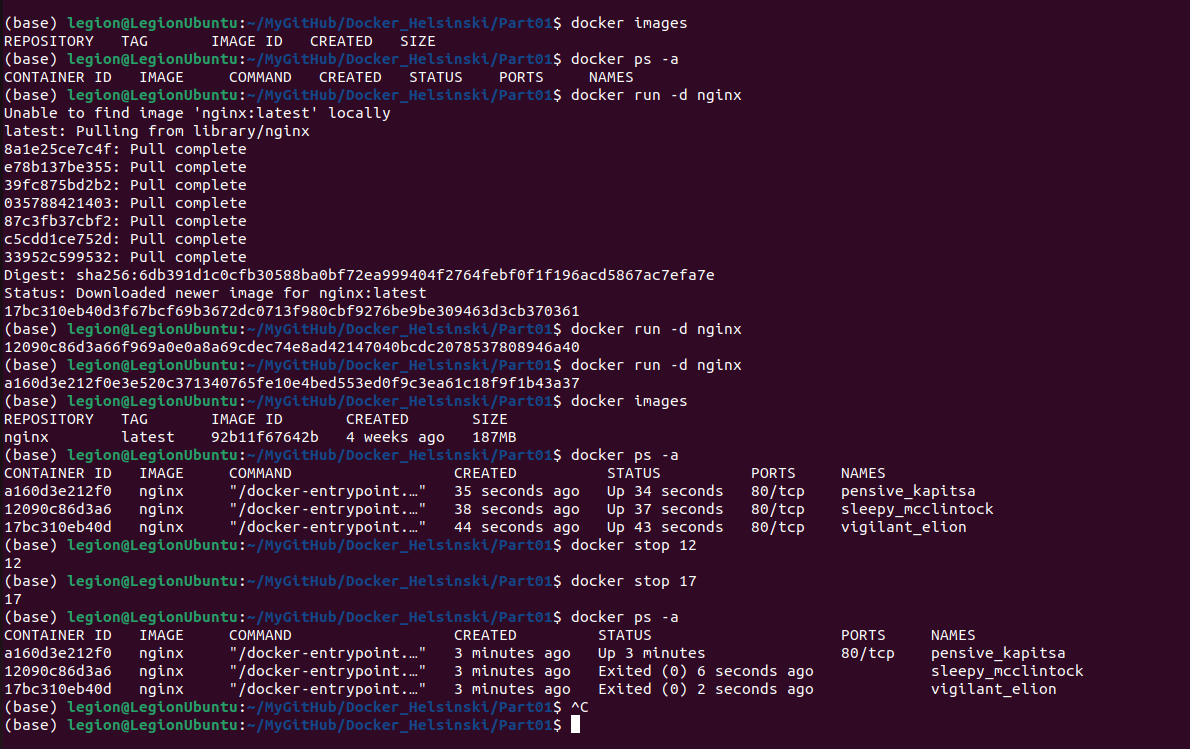 (base) legion@LegionUbuntu:~/MyGitHub/Docker_Helsinski/Part01$ docker images
REPOSITORY   TAG       IMAGE ID   CREATED   SIZE
(base) legion@LegionUbuntu:~/MyGitHub/Docker_Helsinski/Part01$ docker ps -a
CONTAINER ID   IMAGE     COMMAND   CREATED   STATUS    PORTS     NAMES
(base) legion@LegionUbuntu:~/MyGitHub/Docker_Helsinski/Part01$ docker run -d nginx
Unable to find image 'nginx:latest' locally
latest: Pulling from library/nginx
8a1e25ce7c4f: Pull complete
e78b137be355: Pull complete
39fc875bd2b2: Pull complete
035788421403: Pull complete
87c3fb37cbf2: Pull complete
c5cdd1ce752d: Pull complete
33952c599532: Pull complete
Digest: sha256:6db391d1c0cfb30588ba0bf72ea999404f2764febf0f1f196acd5867ac7efa7e
Status: Downloaded newer image for nginx:latest
17bc310eb40d3f67bcf69b3672dc0713f980cbf9276be9be309463d3cb370361
(base) legion@LegionUbuntu:~/MyGitHub/Docker_Helsinski/Part01$ docker run -d nginx
12090c86d3a66f969a0e0a8a69cdec74e8ad42147040bcdc2078537808946a40
(base) legion@LegionUbuntu:~/MyGitHub/Docker_Helsinski/Part01$ docker run -d nginx
a160d3e212f0e3e520c371340765fe10e4bed553ed0f9c3ea61c18f9f1b43a37
(base) legion@LegionUbuntu:~/MyGitHub/Docker_Helsinski/Part01$ docker images
REPOSITORY   TAG       IMAGE ID       CREATED       SIZE
nginx        latest    92b11f67642b   4 weeks ago   187MB
(base) legion@LegionUbuntu:~/MyGitHub/Docker_Helsinski/Part01$ docker ps -a
CONTAINER ID   IMAGE     COMMAND                  CREATED          STATUS          PORTS     NAMES
a160d3e212f0   nginx     "/docker-entrypoint.…"   35 seconds ago   Up 34 seconds   80/tcp    pensive_kapitsa
12090c86d3a6   nginx     "/docker-entrypoint.…"   38 seconds ago   Up 37 seconds   80/tcp    sleepy_mcclintock
17bc310eb40d   nginx     "/docker-entrypoint.…"   44 seconds ago   Up 43 seconds   80/tcp    vigilant_elion
(base) legion@LegionUbuntu:~/MyGitHub/Docker_Helsinski/Part01$ docker stop 12
12
(base) legion@LegionUbuntu:~/MyGitHub/Docker_Helsinski/Part01$ docker stop 17
17
(base) legion@LegionUbuntu:~/MyGitHub/Docker_Helsinski/Part01$ docker ps -a
CONTAINER ID   IMAGE     COMMAND                  CREATED         STATUS                     PORTS     NAMES
a160d3e212f0   nginx     "/docker-entrypoint.…"   3 minutes ago   Up 3 minutes               80/tcp    pensive_kapitsa
12090c86d3a6   nginx     "/docker-entrypoint.…"   3 minutes ago   Exited (0) 6 seconds ago             sleepy_mcclintock
17bc310eb40d   nginx     "/docker-entrypoint.…"   3 minutes ago   Exited (0) 2 seconds ago             vigilant_elion
(base) legion@LegionUbuntu:~/MyGitHub/Docker_Helsinski/Part01$ ^C
(base) legion@LegionUbuntu:~/MyGitHub/Docker_Helsinski/Part01$